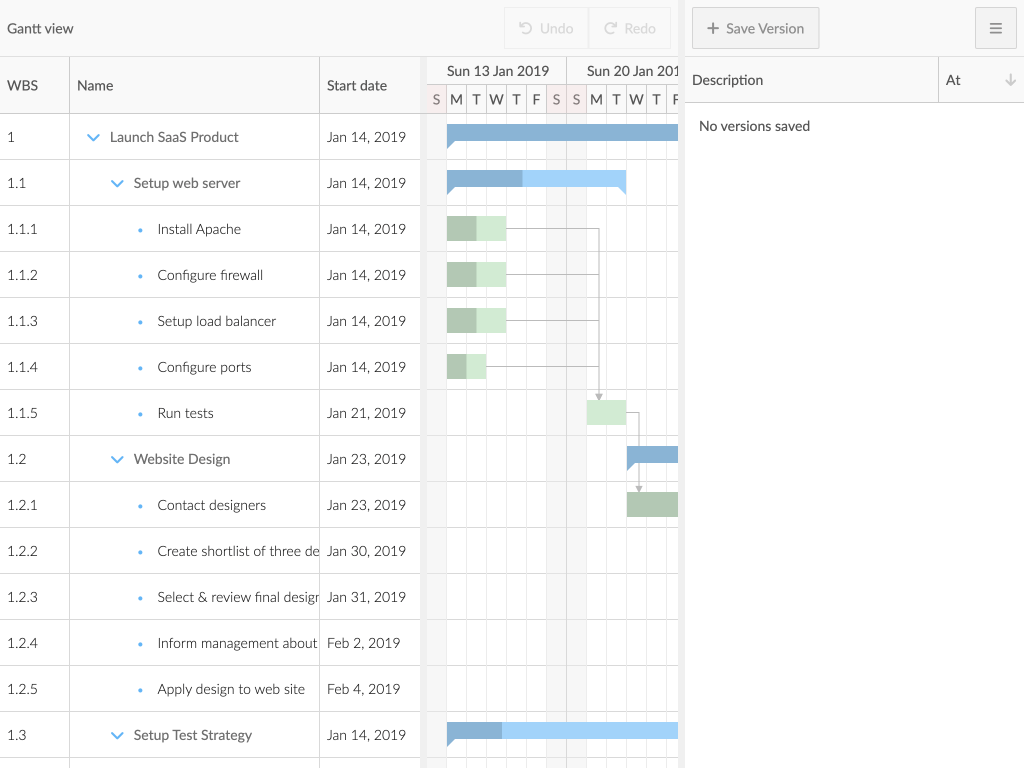 Gantt view
Undo
Redo
Save Version
WBS
Name
Start date
Sun 13 Jan 2019
Sun 20 Jan 201
S M T W T F S S M T W T F
Description
At
No versions saved
1 Launch SaaS Product Jan 14, 2019
1.1 Setup web server Jan 14, 2019
1.1.1 Install Apache Jan 14, 2019
1.1.2 Configure firewall Jan 14, 2019
1.1.3 Setup load balancer Jan 14, 2019
1.1.4 Configure ports Jan 14, 2019
1.1.5 Run tests Jan 21, 2019
1.2 Website Design Jan 23, 2019
1.2.1 Contact designers Jan 23, 2019
1.2.2 Create shortlist of three de Jan 30, 2019
1.2.3 Select & review final design Jan 31, 2019
1.2.4 Inform management about Feb 2, 2019
1.2.5 Apply design to web site Feb 4, 2019
1.3 Setup Test Strategy Jan 14, 2019